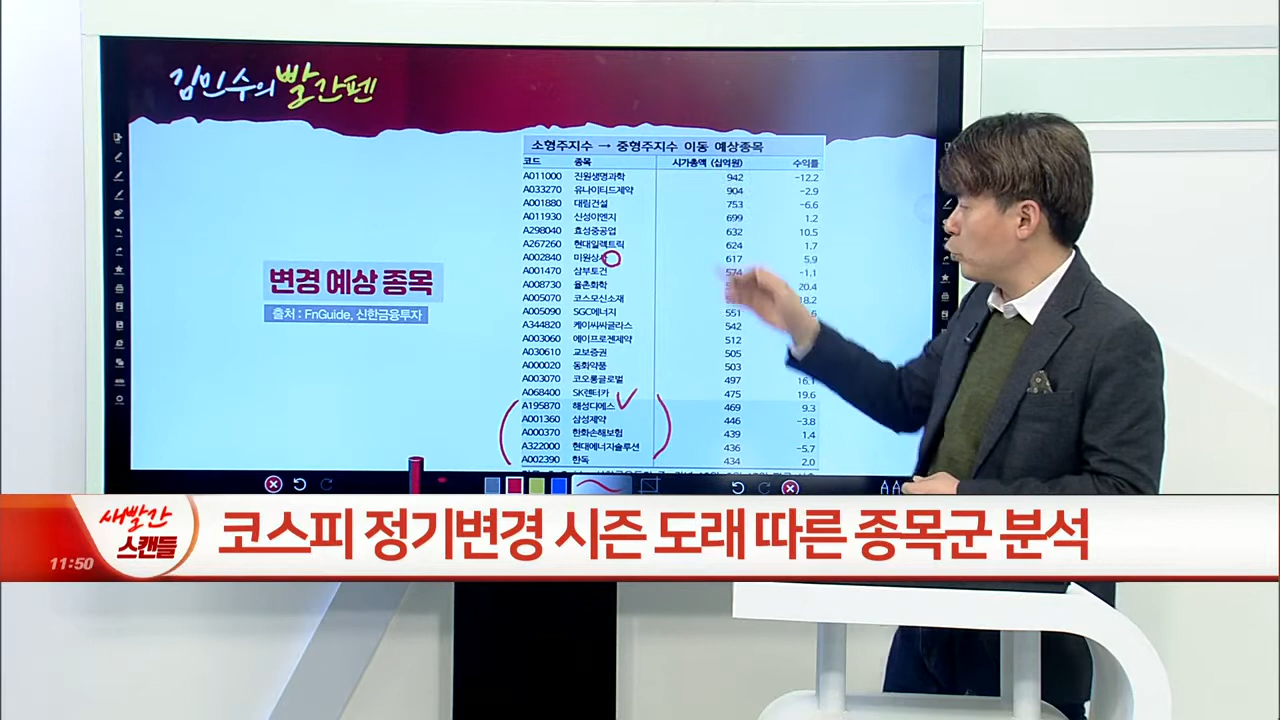 김민수의 빨간펜
변경 예상 종목
출처 : FnGuide, 신한금융투자
소형주지수 → 중형주지수 이동 예상종목
코드 종목 시가총액 (십억원) 수익률
A011000 진원생명과학 942 -12.2
A033270 유나이티드제약 904 -2.9
A001880 대림건설 753 -6.6
A011930 신성이엔지 699 1.2
A298040 효성중공업 632 10.5
A267260 현대일렉트릭 624 1.7
A002840 미원상사 617 5.9
A001470 삼부토건 574 -1.1
A008730 율촌화학 20.4
A005070 코스모신소재 18.2
A005090 SGC에너지 551
A344820 케이씨씨글라스 542
A003060 에이프로젠제약 512
A030610 교보증권 505
A000020 동화약품 503
A003070 코오롱글로벌 497 16.1
A068400 SK렌터카 475 19.6
A195870 해성디에스 469 9.3
A001360 삼성제약 446 -3.8
A000370 한화손해보험 439 1.4
A322000 현대에너지솔루션 436 -5.7
A002390 한독 434 2.0
새빨간
스캔들
11:50
코스피 정기변경 시즌 도래 따른 종목군 분석